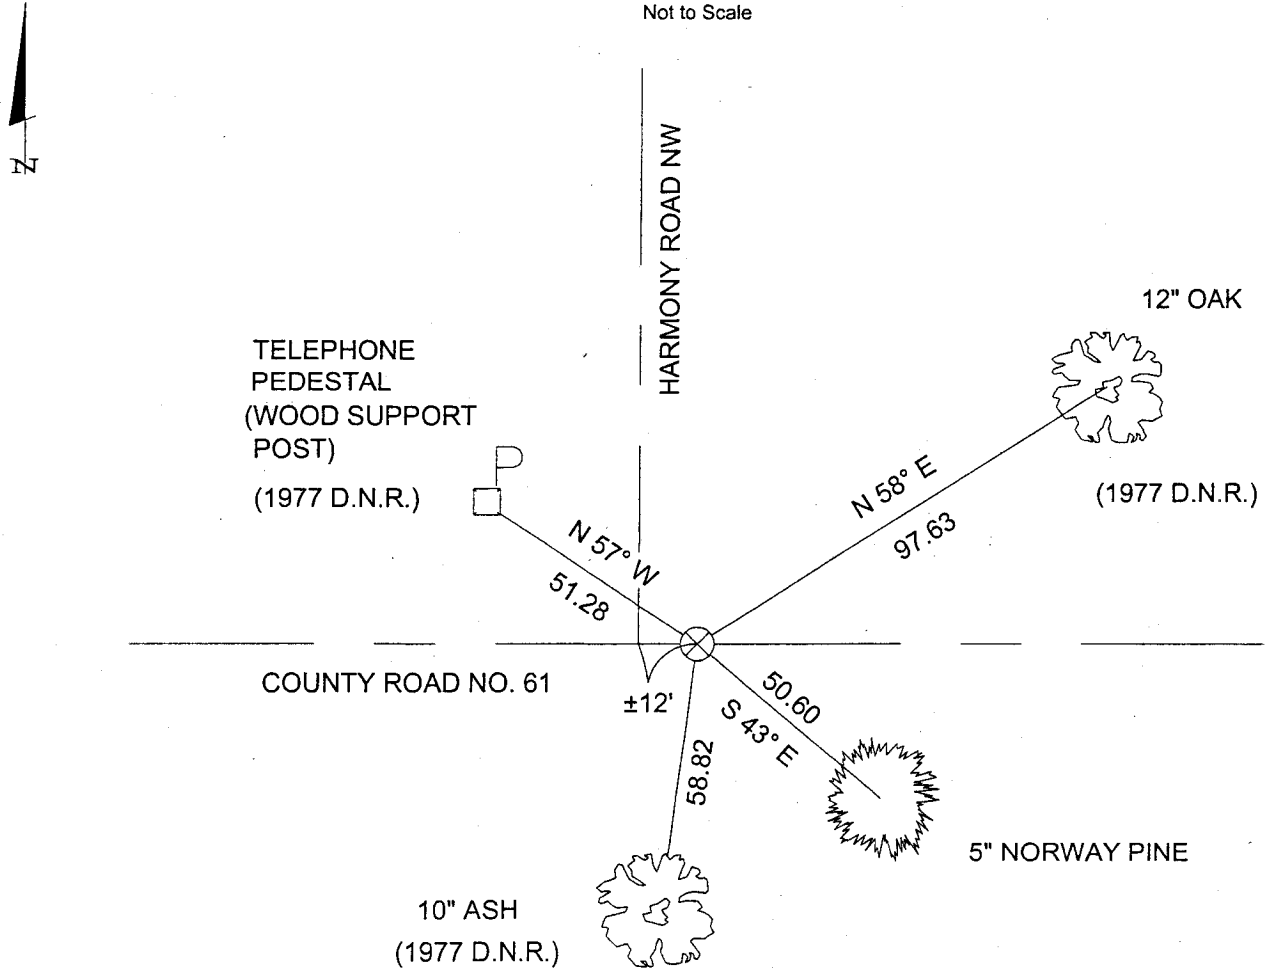 Not to Scale
N
HARMONY ROAD NW
12" OAK
(1977 D.N.R.)
TELEPHONE
PEDESTAL
(WOOD SUPPORT
POST)
(1977 D.N.R.)
N 57° W
51.28
N 58° E
97.63
COUNTY ROAD NO. 61
±12'
50.60
S 43° E
58.82
5" NORWAY PINE
10" ASH
(1977 D.N.R.)